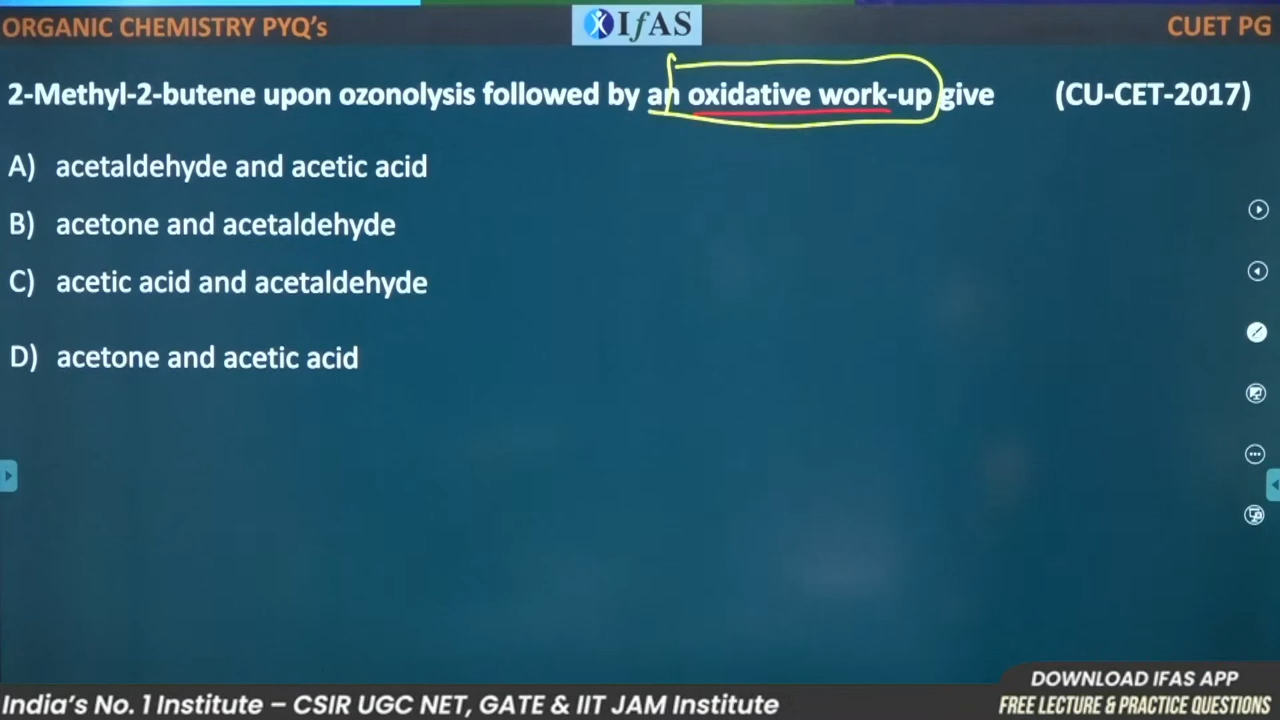 ORGANIC CHEMISTRY PYQ's
IfAS
CUET PG
2-Methyl-2-butene upon ozonolysis followed by an oxidative work-up give (CU-CET-2017)
A) acetaldehyde and acetic acid
B) acetone and acetaldehyde
C) acetic acid and acetaldehyde
D) acetone and acetic acid
DOWNLOAD IFAS APP
India's No. 1 Institute – CSIR UGC NET, GATE & IIT JAM Institute
FREE LECTURE & PRACTICE QUESTIONS